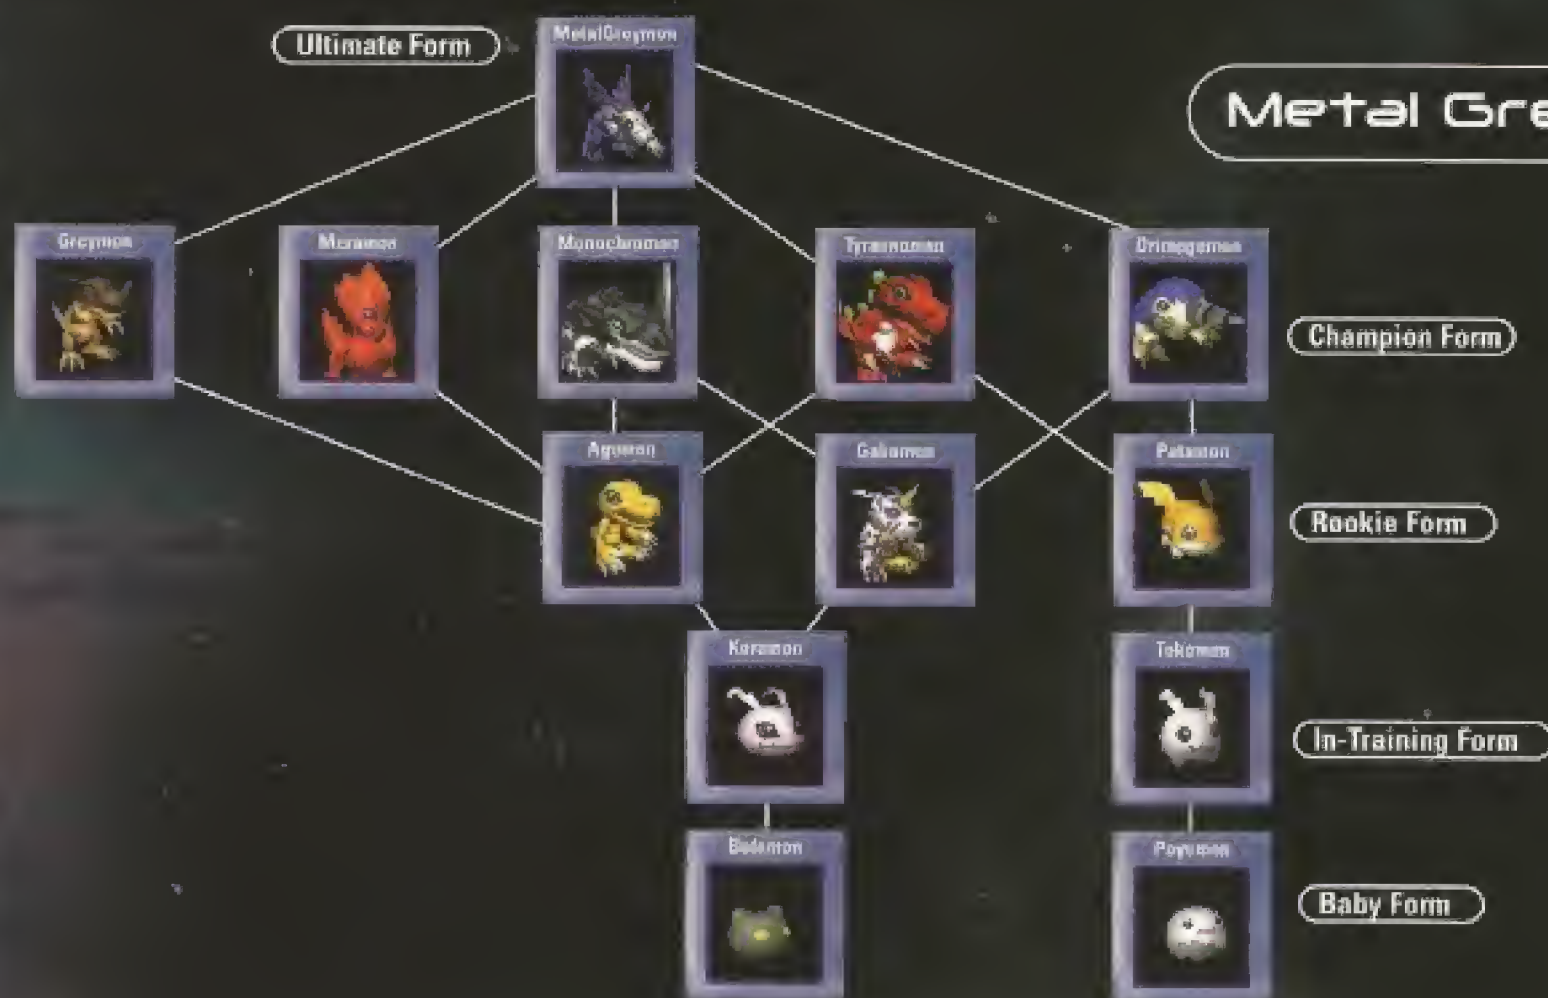 Ultimate Form
MetalGreymon
Metal Gre
Greymon
Meramon
Monochromon
Tyrannomon
Drimogemon
Champion Form
Agumon
Gabumon
Patamon
Rookie Form
Koromon
Tokomon
In-Training Form
Botamon
Poyomon
Baby Form